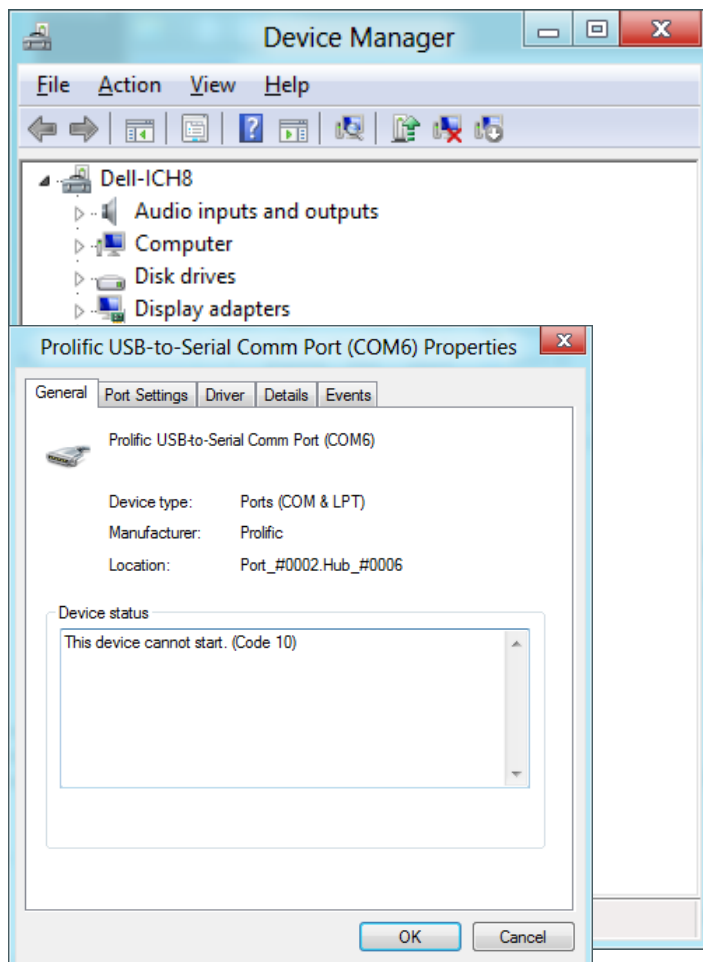 Device Manager
File Action View Help
Dell-ICH8
Audio inputs and outputs
Computer
Disk drives
Display adapters
Prolific USB-to-Serial Comm Port (COM6) Properties
General Port Settings Driver Details Events
Prolific USB-to-Serial Comm Port (COM6)
Device type: Ports (COM & LPT)
Manufacturer: Prolific
Location: Port_#0002.Hub_#0006
Device status
This device cannot start. (Code 10)
OK Cancel